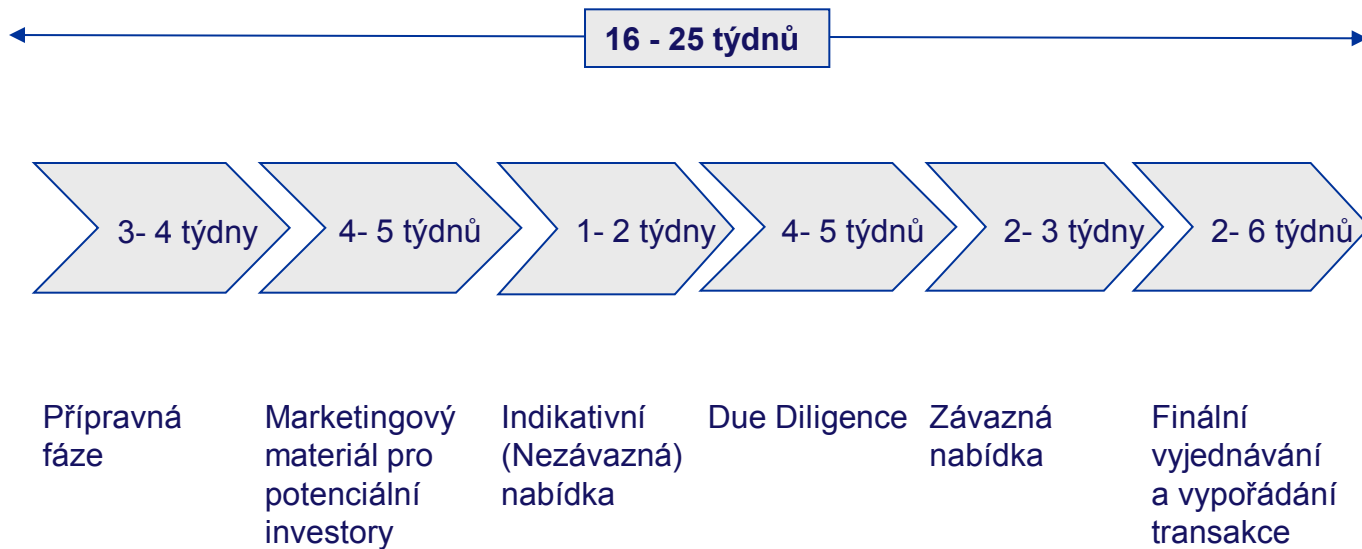 16 - 25 týdnů
3- 4 týdny
4- 5 týdnů
1- 2 týdny
4- 5 týdnů
2- 3 týdny
2- 6 týdnů
Přípravná
fáze
Marketingový
materiál pro
potenciální
investory
Indikativní
(Nezávazná)
nabídka
Due Diligence
Závazná
nabídka
Finální
vyjednávání
a vypořádání
transakce